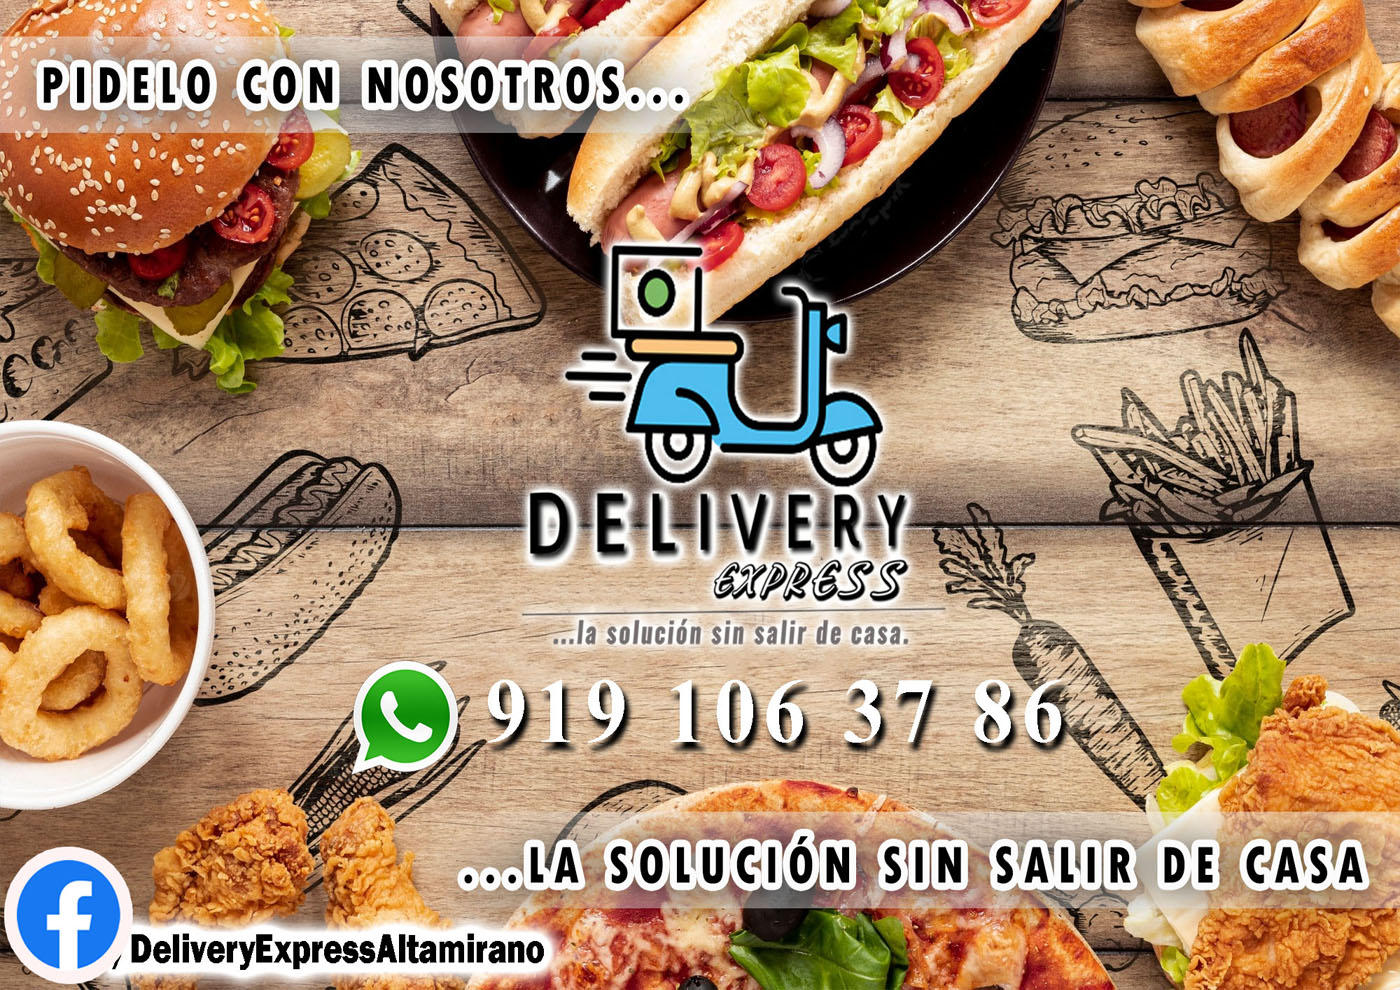 PIDELO CON NOSOTROS...
DELIVERY
EXPRESS
...la solución sin salir de casa.
919 106 37 86
...LA SOLUCIÓN SIN SALIR DE CASA
/DeliveryExpressAltamirano